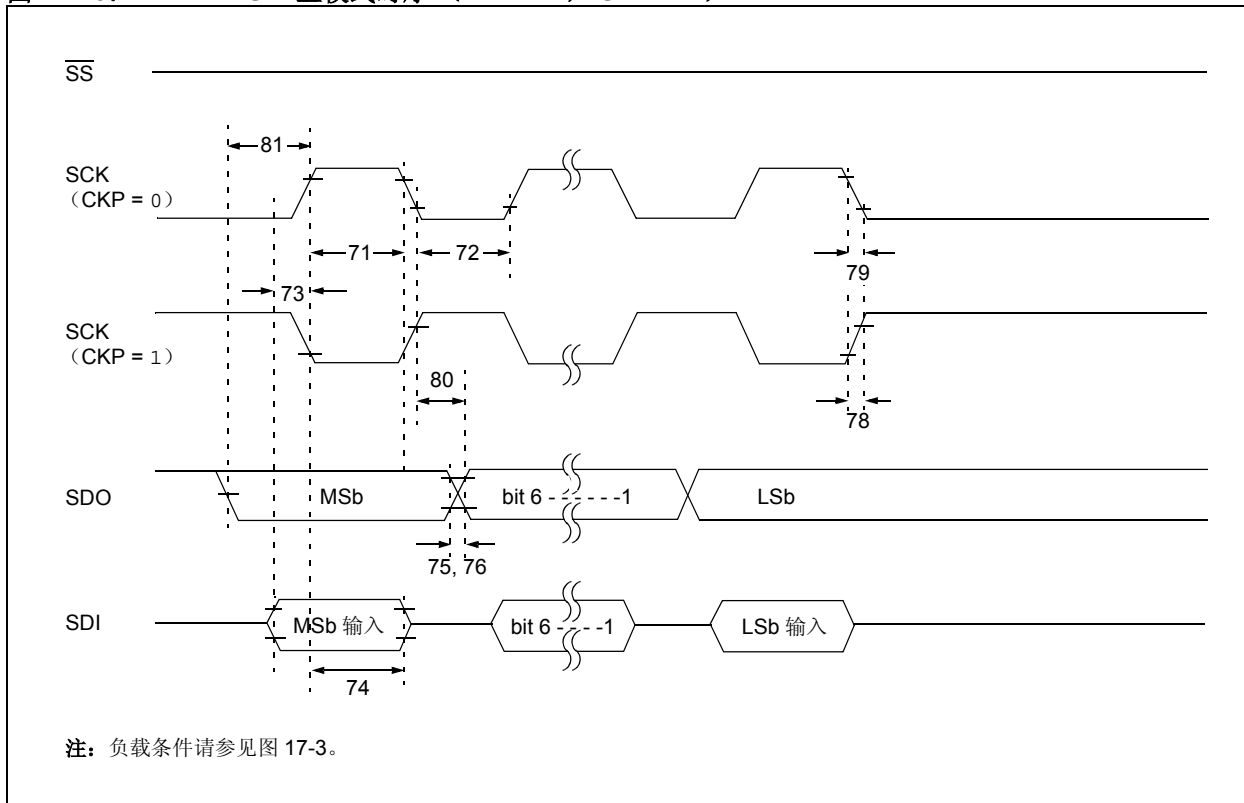 SS
81
SCK
（CKP = 0）
71
72
79
73
SCK
（CKP = 1）
80
78
SDO
MSb
bit 6 - - - - - -1
LSb
75, 76
SDI
MSb 输入
bit 6 - - - -1
LSb 输入
74
注：负载条件请参见图 17-3。